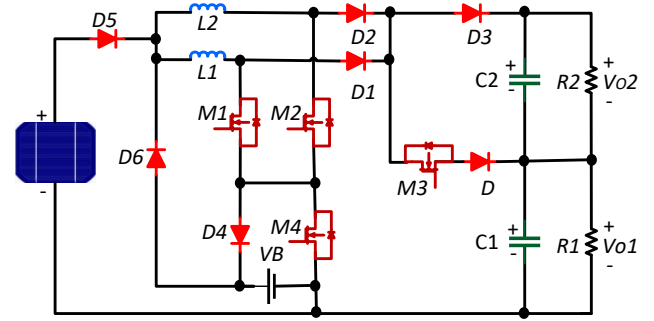 D5
L2
D2
D3
L1
D1
+
-
M1
M2
D6
M3
D
C2
+
-
R2
+
Vo2
-
D4
M4
VB
C1
+
-
R1
+
Vo1
-